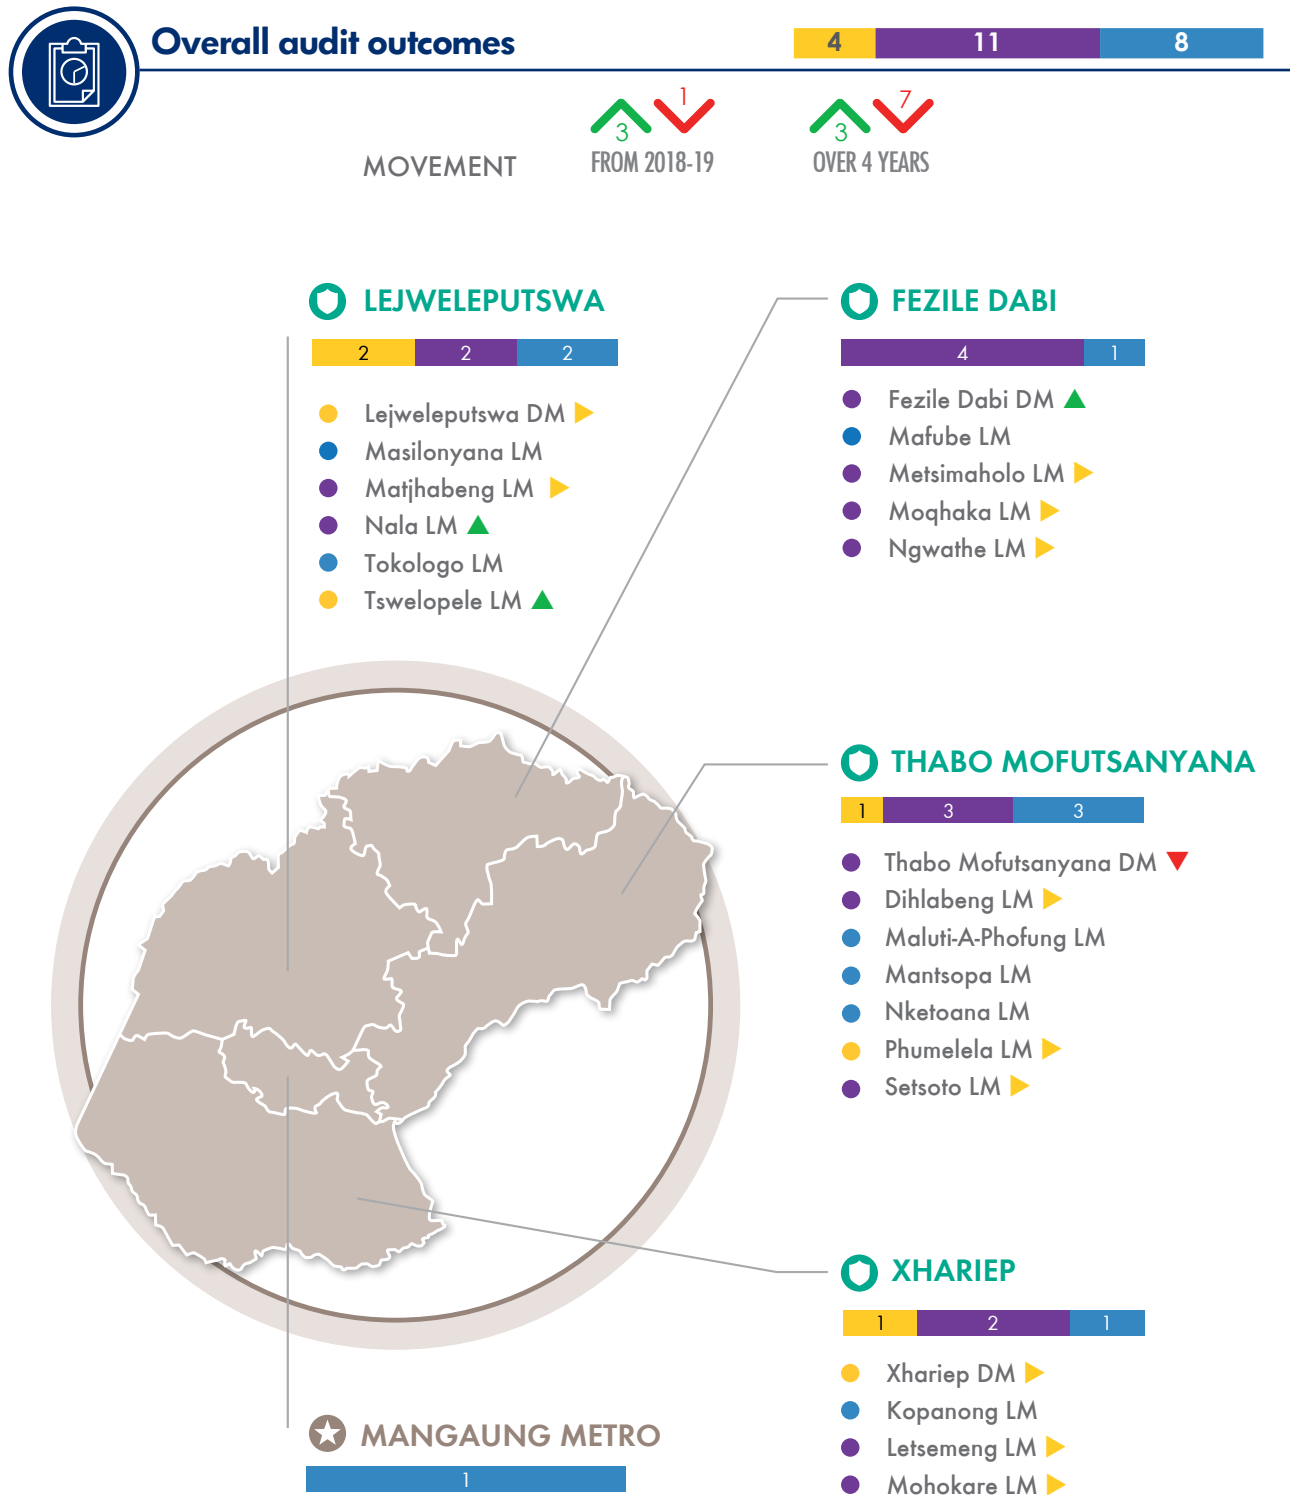 Overall audit outcomes
4 11 8
3 1 3 7
MOVEMENT FROM 2018-19 OVER 4 YEARS
LEJWELEPUTSWA
2 2 2
Lejweleputswa DM
Masilonyana LM
Matjhabeng LM
Nala LM
Tokologo LM
Tswelopele LM
FEZILE DABI
4 1
Fezile Dabi DM
Mafube LM
Metsimaholo LM
Moqhaka LM
Ngwathe LM
THABO MOFUTSANYANA
1 3 3
Thabo Mofutsanyana DM
Dihlabeng LM
Maluti-A-Phofung LM
Mantsopa LM
Nketoana LM
Phumelela LM
Setsoto LM
XHARIEP
1 2 1
Xhariep DM
Kopanong LM
Letsemeng LM
Mohokare LM
MANGAUNG METRO
1